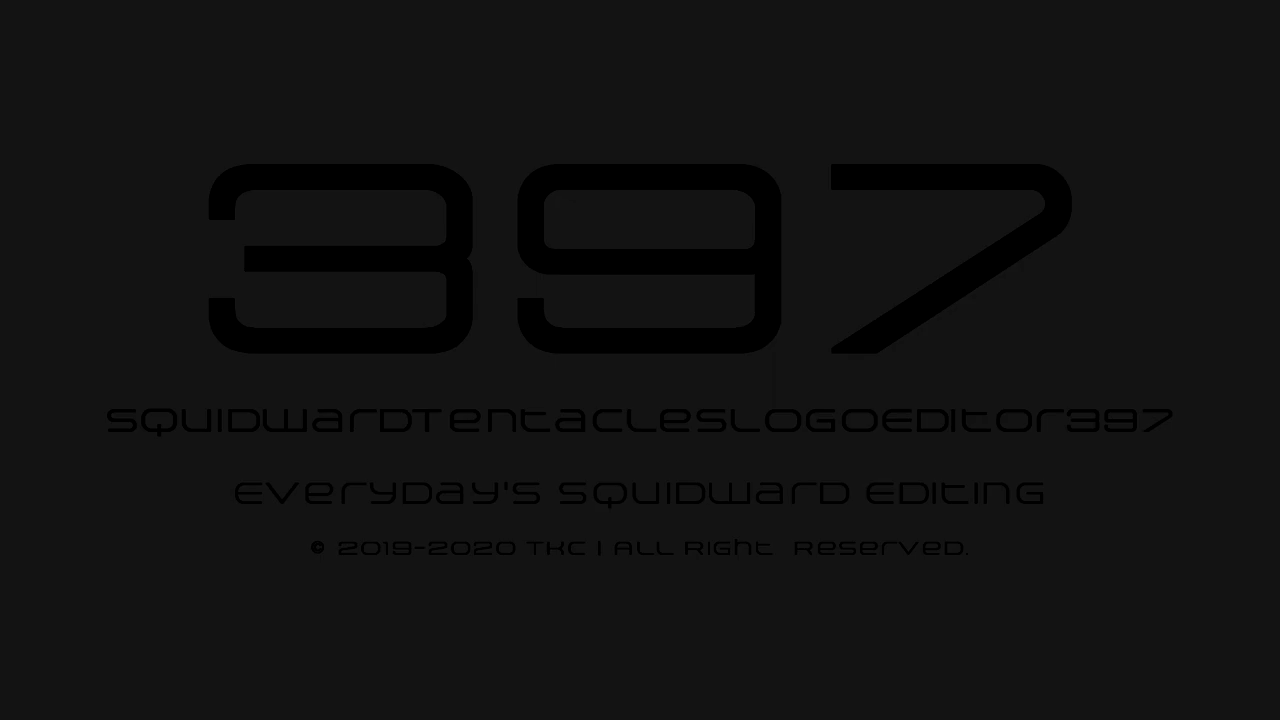 397
SquidwardTentaclesLogoEditor397
Everyday's Squidward Editing
© 2019-2020 TKC | All Right Reserved.